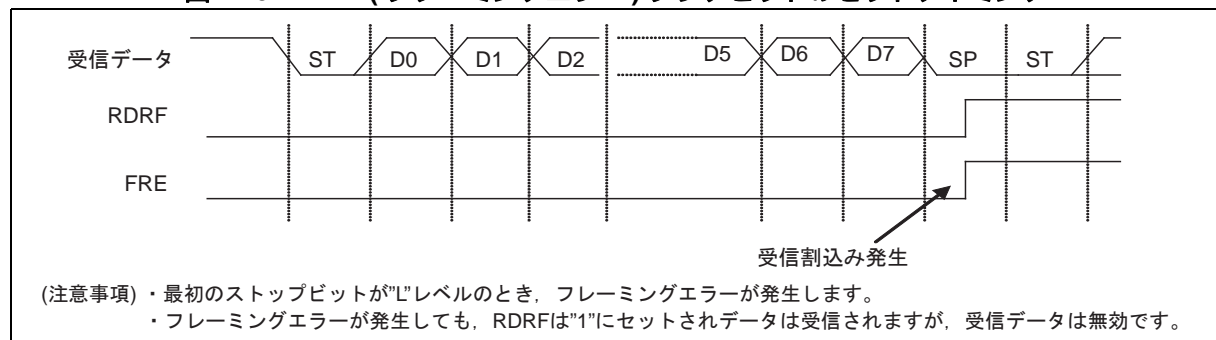 受信データ ST D0 D1 D2 D5 D6 D7 SP ST
RDRF
FRE
受信割込み発生
(注意事項) ・最初のストップビットが"L"レベルのとき，フレーミングエラーが発生します。
・フレーミングエラーが発生しても，RDRFは"1"にセットされデータは受信されますが，受信データは無効です。